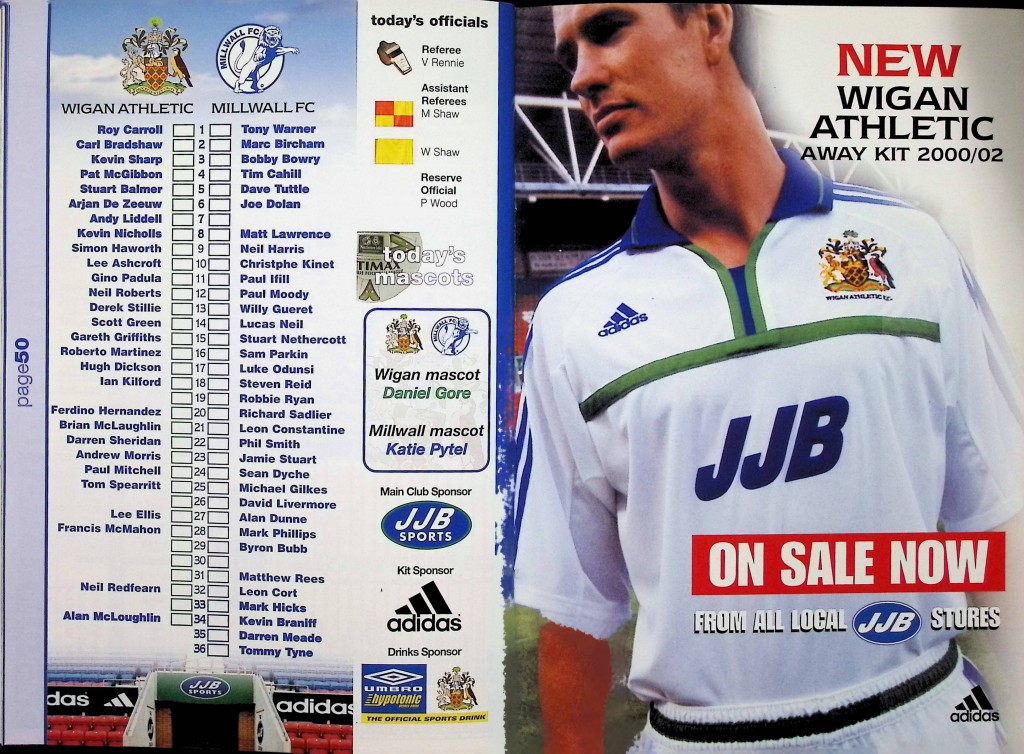 MILLWALL FC
WIGAN ATHLETIC MILLWALL FC
Roy Carroll 1 Tony Warner
Carl Bradshaw 2 Marc Bircham
Kevin Sharp 3 Bobby Bowry
Pat McGibbon 4 Tim Cahill
Stuart Balmer 5 Dave Tuttle
Arjan De Zeeuw 6 Joe Dolan
Andy Liddell 7
Kevin Nicholls 8 Matt Lawrence
Simon Haworth 9 Neil Harris
Lee Ashcroft 10 Christphe Kinet
Gino Padula 11 Paul Ifill
Neil Roberts 12 Paul Moody
Derek Stillie 13 Willy Gueret
Scott Green 14 Lucas Neil
Gareth Griffiths 15 Stuart Nethercott
Roberto Martinez 16 Sam Parkin
Hugh Dickson 17 Luke Odunsi
Ian Kilford 18 Steven Reid
19 Robbie Ryan
Ferdino Hernandez 20 Richard Sadlier
Brian McLaughlin 21 Leon Constantine
Darren Sheridan 22 Phil Smith
Andrew Morris 23 Jamie Stuart
Paul Mitchell 24 Sean Dyche
Tom Spearritt 25 Michael Gilkes
26 David Livermore
Lee Ellis 27 Alan Dunne
Francis McMahon 28 Mark Phillips
29 Byron Bubb
30
31 Matthew Rees
Neil Redfearn 32 Leon Cort
33 Mark Hicks
Alan McLoughlin 34 Kevin Braniff
35 Darren Meade
36 Tommy Tyne
page50
das
JJB
SPORTS
adidas
today's officials
Referee
V Rennie
Assistant
Referees
M Shaw
W Shaw
Reserve
Official
P Wood
TIMAX
today's
mascots
Wigan mascot
Daniel Gore
Millwall mascot
Katie Pytel
Main Club Sponsor
JJB
SPORTS
Kit Sponsor
adidas
Drinks Sponsor
UMBRO
hypotonic
THE OFFICIAL SPORTS DRINK
NEW
WIGAN
ATHLETIC
AWAY KIT 2000/02
adidas
WIGAN ATHLETIC F.C.
JJB
ON SALE NOW
FROM ALL LOCAL JJB STORES
adidas